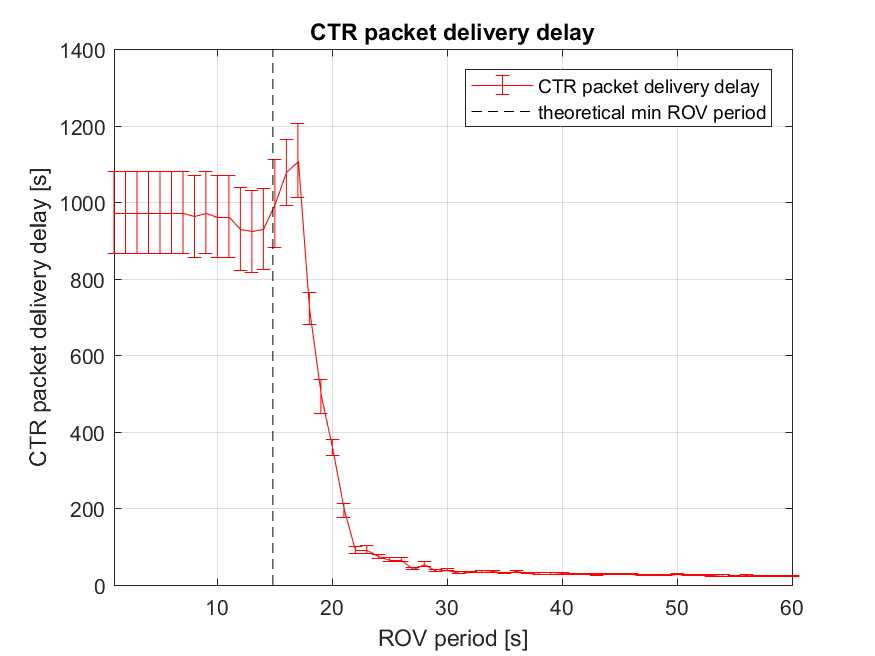 CTR packet delivery delay
1400
1200
1000
800
600
400
200
0
CTR packet delivery delay [s]
CTR packet delivery delay
theoretical min ROV period
10
20
30
40
50
60
ROV period [s]